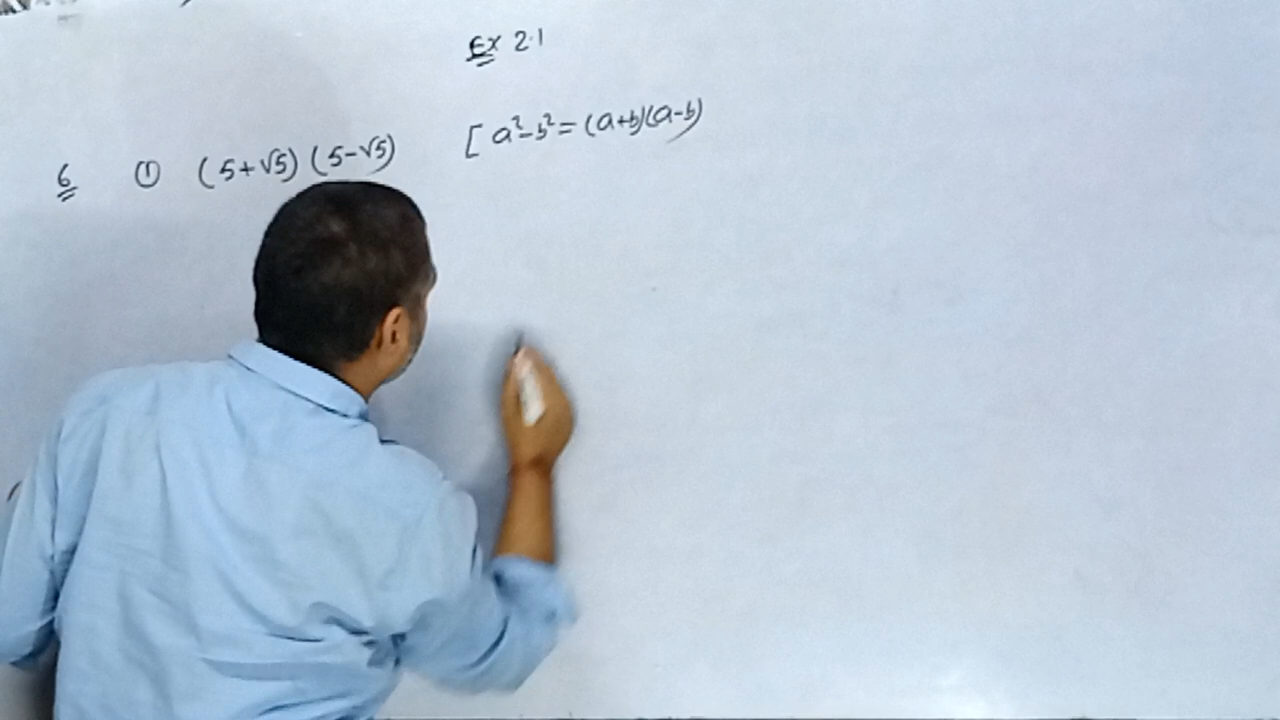 Ex 2.1
6 ① (5+√5) (5-√5) [ a²-b² = (a+b)(a-b)